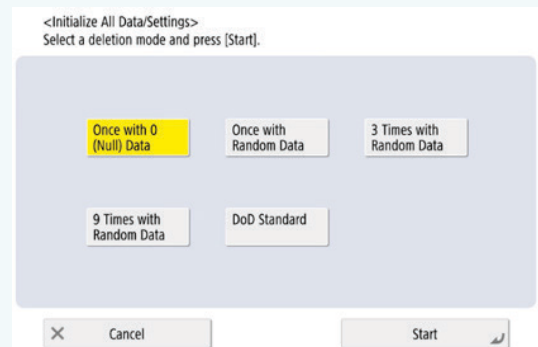 <Initialize All Data/Settings>
Select a deletion mode and press [Start].
Once with 0
(Null) Data
Once with
Random Data
3 Times with
Random Data
9 Times with
Random Data
DoD Standard
Cancel
Start